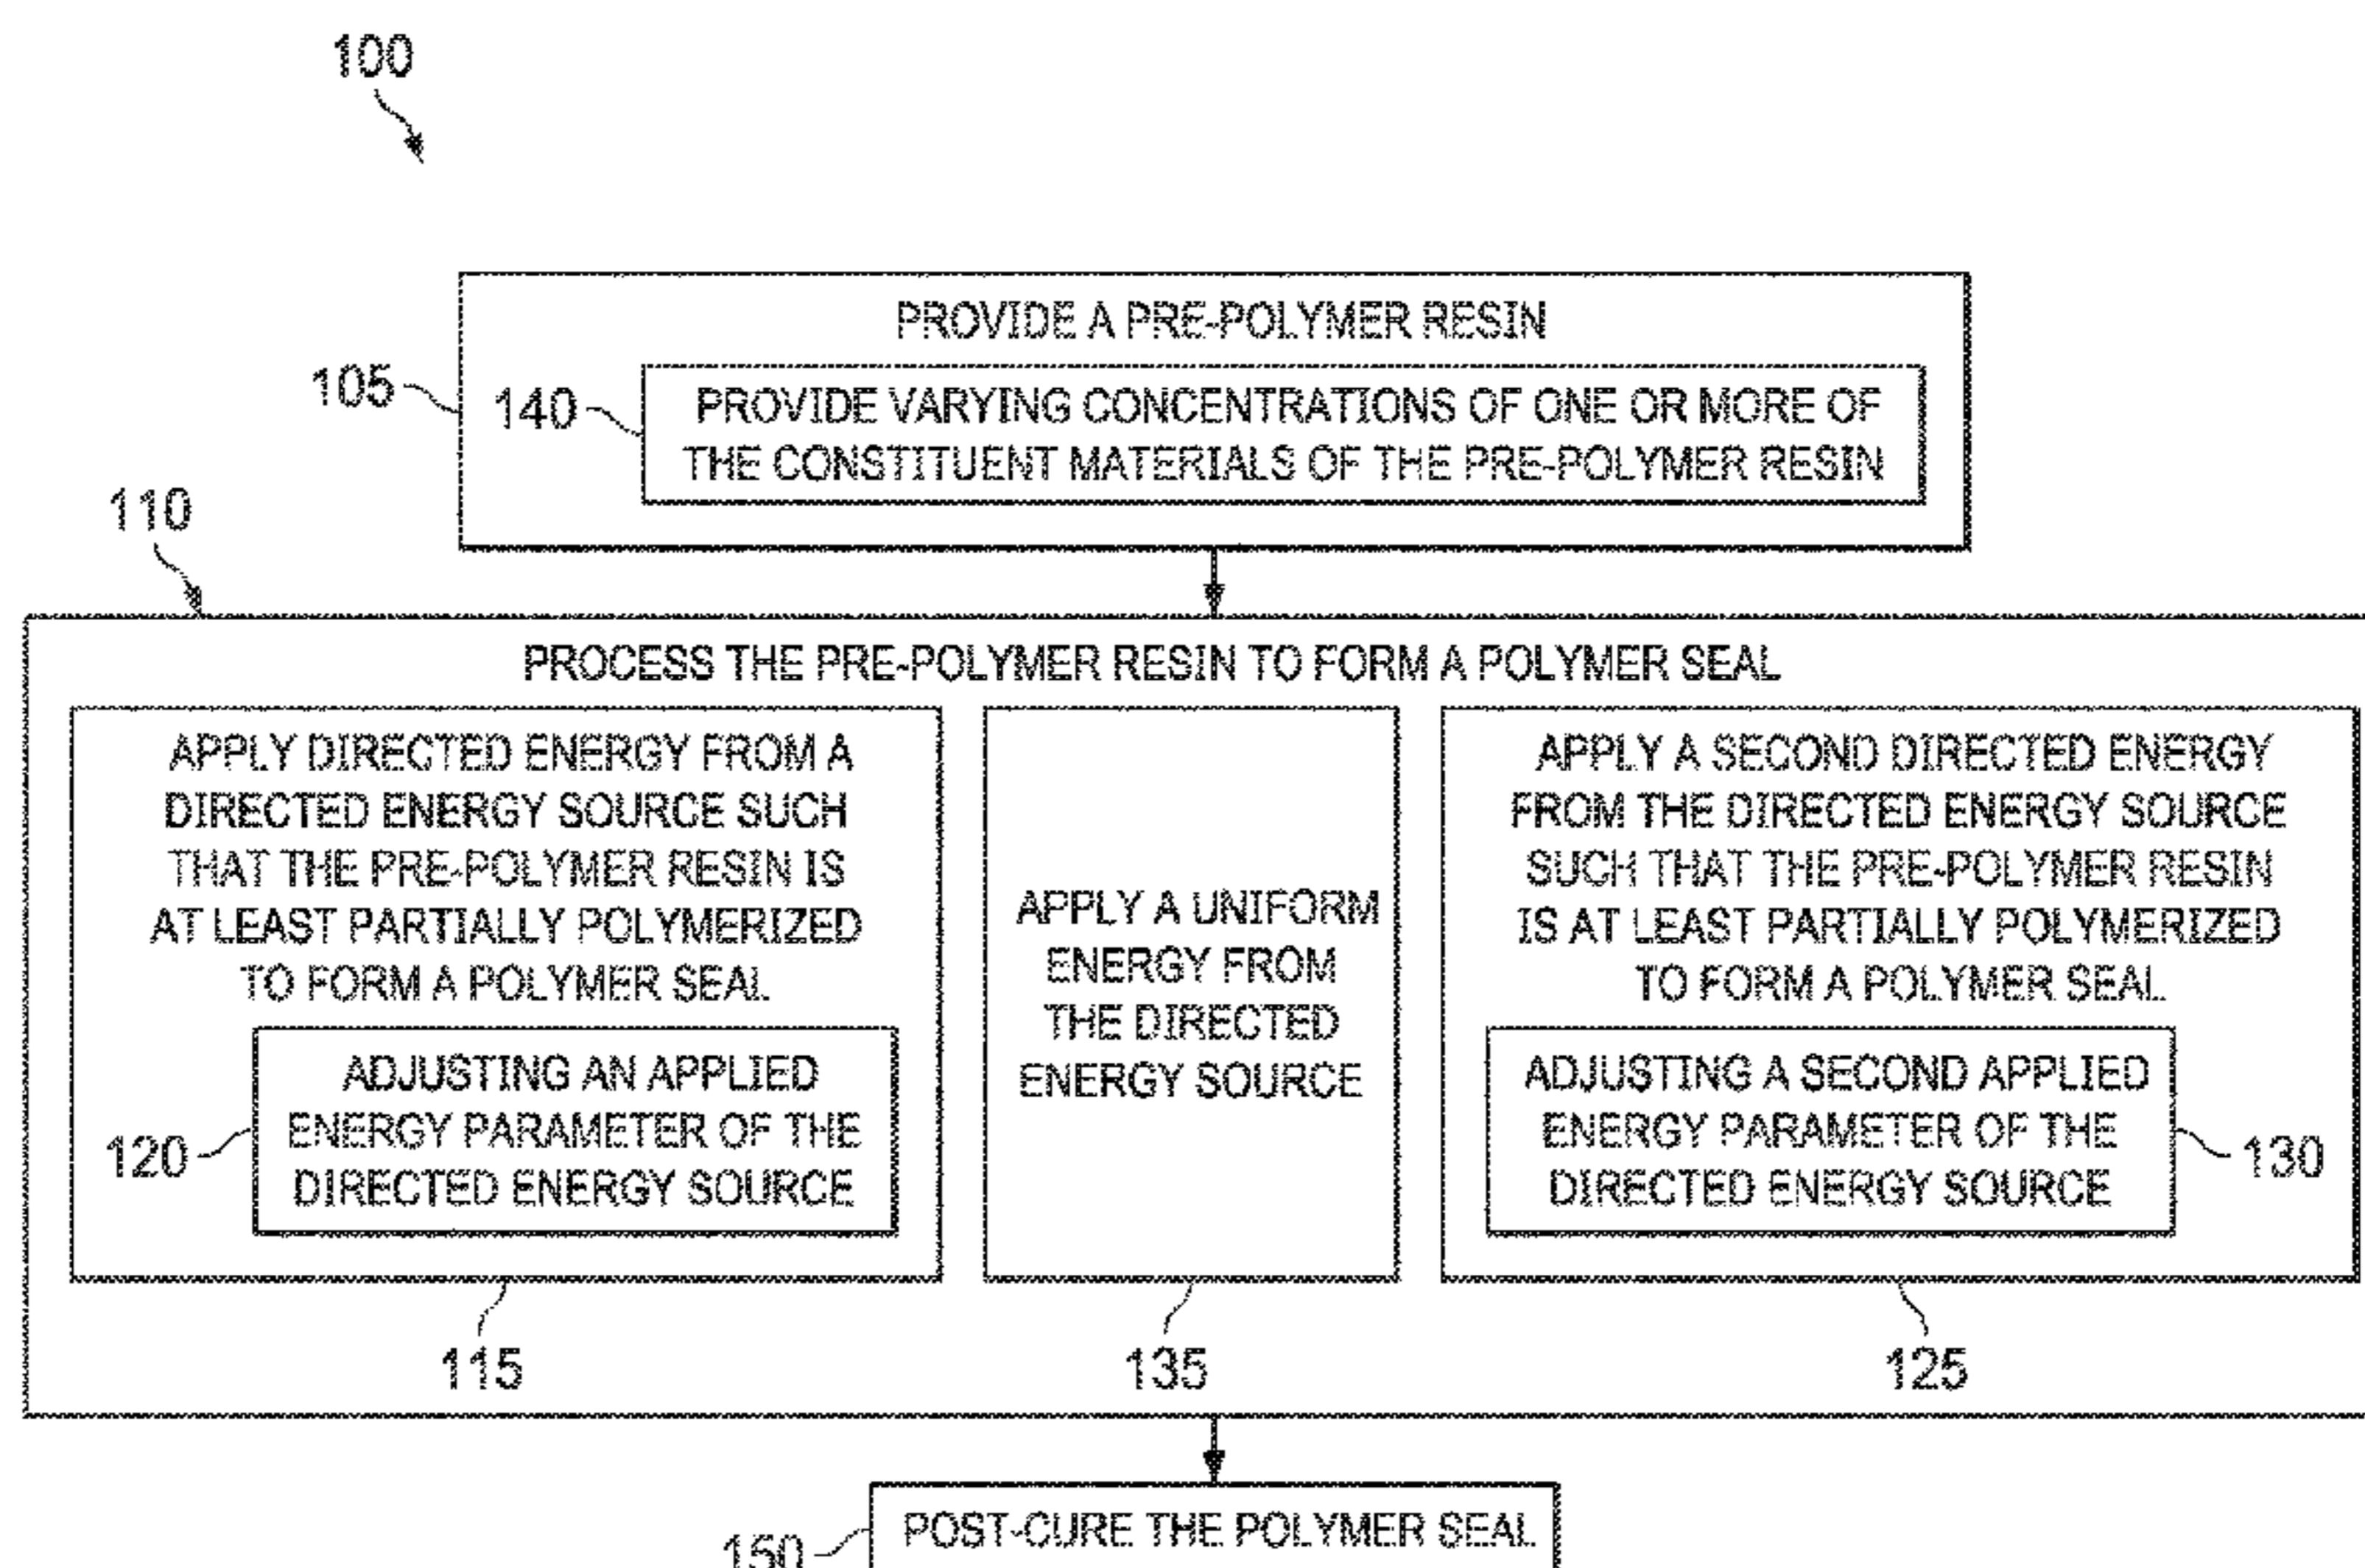 100
PROVIDE A PRE-POLYMER RESIN
105
140
PROVIDE VARYING CONCENTRATIONS OF ONE OR MORE OF
THE CONSTITUENT MATERIALS OF THE PRE-POLYMER RESIN
110
PROCESS THE PRE-POLYMER RESIN TO FORM A POLYMER SEAL
APPLY DIRECTED ENERGY FROM A
DIRECTED ENERGY SOURCE SUCH
THAT THE PRE-POLYMER RESIN IS
AT LEAST PARTIALLY POLYMERIZED
TO FORM A POLYMER SEAL
ADJUSTING AN APPLIED
ENERGY PARAMETER OF THE
DIRECTED ENERGY SOURCE
120
115
APPLY A UNIFORM
ENERGY FROM
THE DIRECTED
ENERGY SOURCE
135
APPLY A SECOND DIRECTED ENERGY
FROM THE DIRECTED ENERGY SOURCE
SUCH THAT THE PRE-POLYMER RESIN
IS AT LEAST PARTIALLY POLYMERIZED
TO FORM A POLYMER SEAL
ADJUSTING A SECOND APPLIED
ENERGY PARAMETER OF THE
DIRECTED ENERGY SOURCE
130
125
POST-CURE THE POLYMER SEAL
150